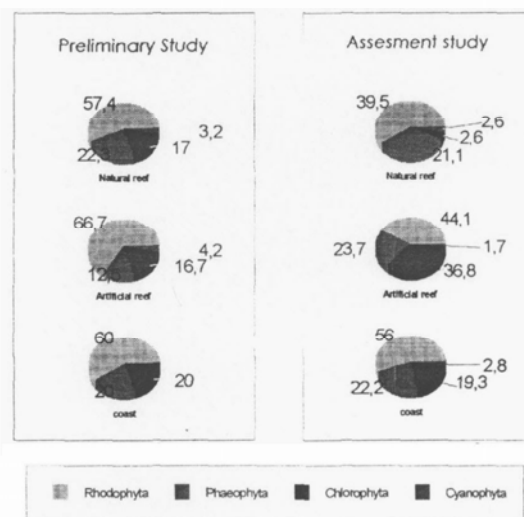 Preliminary Study
57,4
3,2
17
Natural reef
66,7
4,2
16,7
Artificial reef
60
20
20
coast
Assesment study
39,5
2,6
2,6
21,1
Natural reef
44,1
23,7
1,7
36,8
Artificial reef
56
2,8
22,2
19,3
coast
Rhodophyta Phaeophyta Chlorophyta Cyanophyta